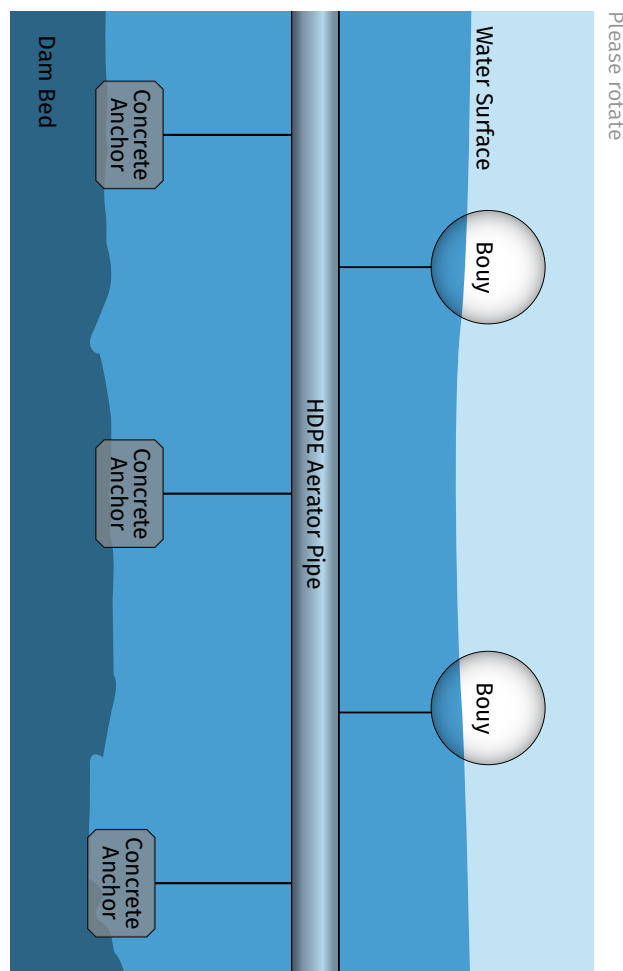 Please rotate
Water Surface
Bouy
Bouy
HDPE Aerator Pipe
Concrete
Anchor
Concrete
Anchor
Concrete
Anchor
Dam Bed